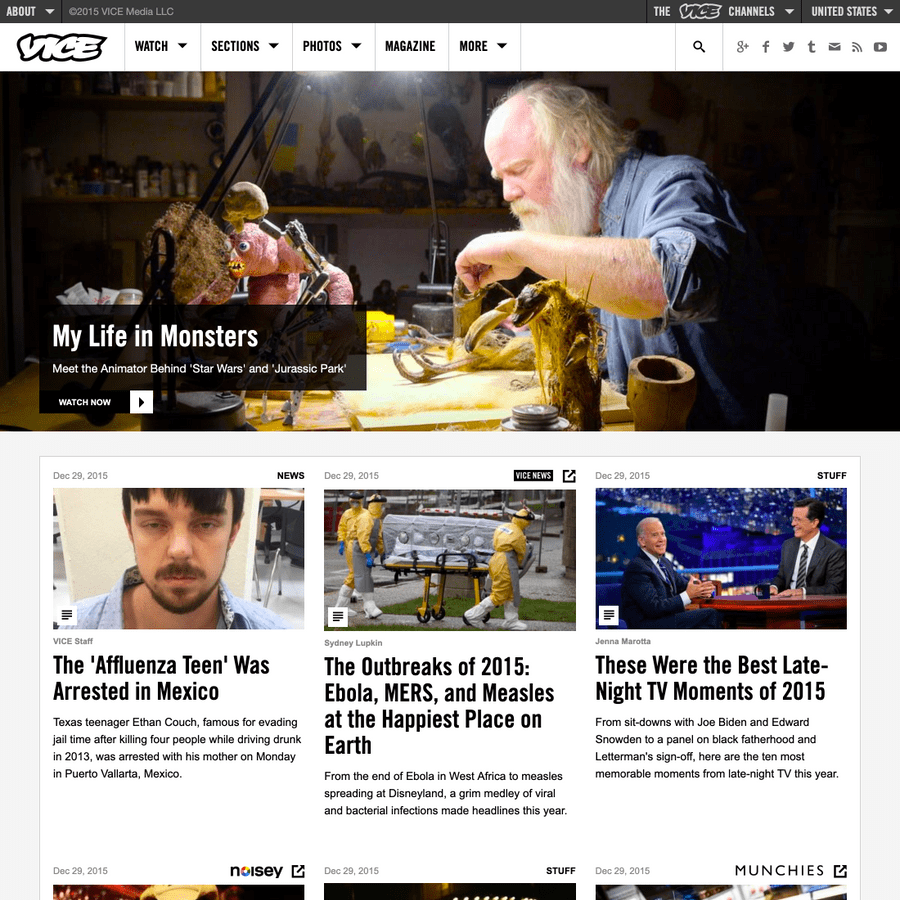 ABOUT ©2015 VICE Media LLC THE VICE CHANNELS UNITED STATES
VICE WATCH SECTIONS PHOTOS MAGAZINE MORE
My Life in Monsters
Meet the Animator Behind 'Star Wars' and 'Jurassic Park'
WATCH NOW
Dec 29, 2015 NEWS
VICE Staff
The 'Affluenza Teen' Was
Arrested in Mexico
Texas teenager Ethan Couch, famous for evading
jail time after killing four people while driving drunk
in 2013, was arrested with his mother on Monday
in Puerto Vallarta, Mexico.
Dec 29, 2015 VICE NEWS
Sydney Lupkin
The Outbreaks of 2015:
Ebola, MERS, and Measles
at the Happiest Place on
Earth
From the end of Ebola in West Africa to measles
spreading at Disneyland, a grim medley of viral
and bacterial infections made headlines this year.
Dec 29, 2015 STUFF
Jenna Marotta
These Were the Best Late-
Night TV Moments of 2015
From sit-downs with Joe Biden and Edward
Snowden to a panel on black fatherhood and
Letterman's sign-off, here are the ten most
memorable moments from late-night TV this year.
Dec 29, 2015 noisey
Dec 29, 2015 STUFF
Dec 29, 2015 MUNCHIES